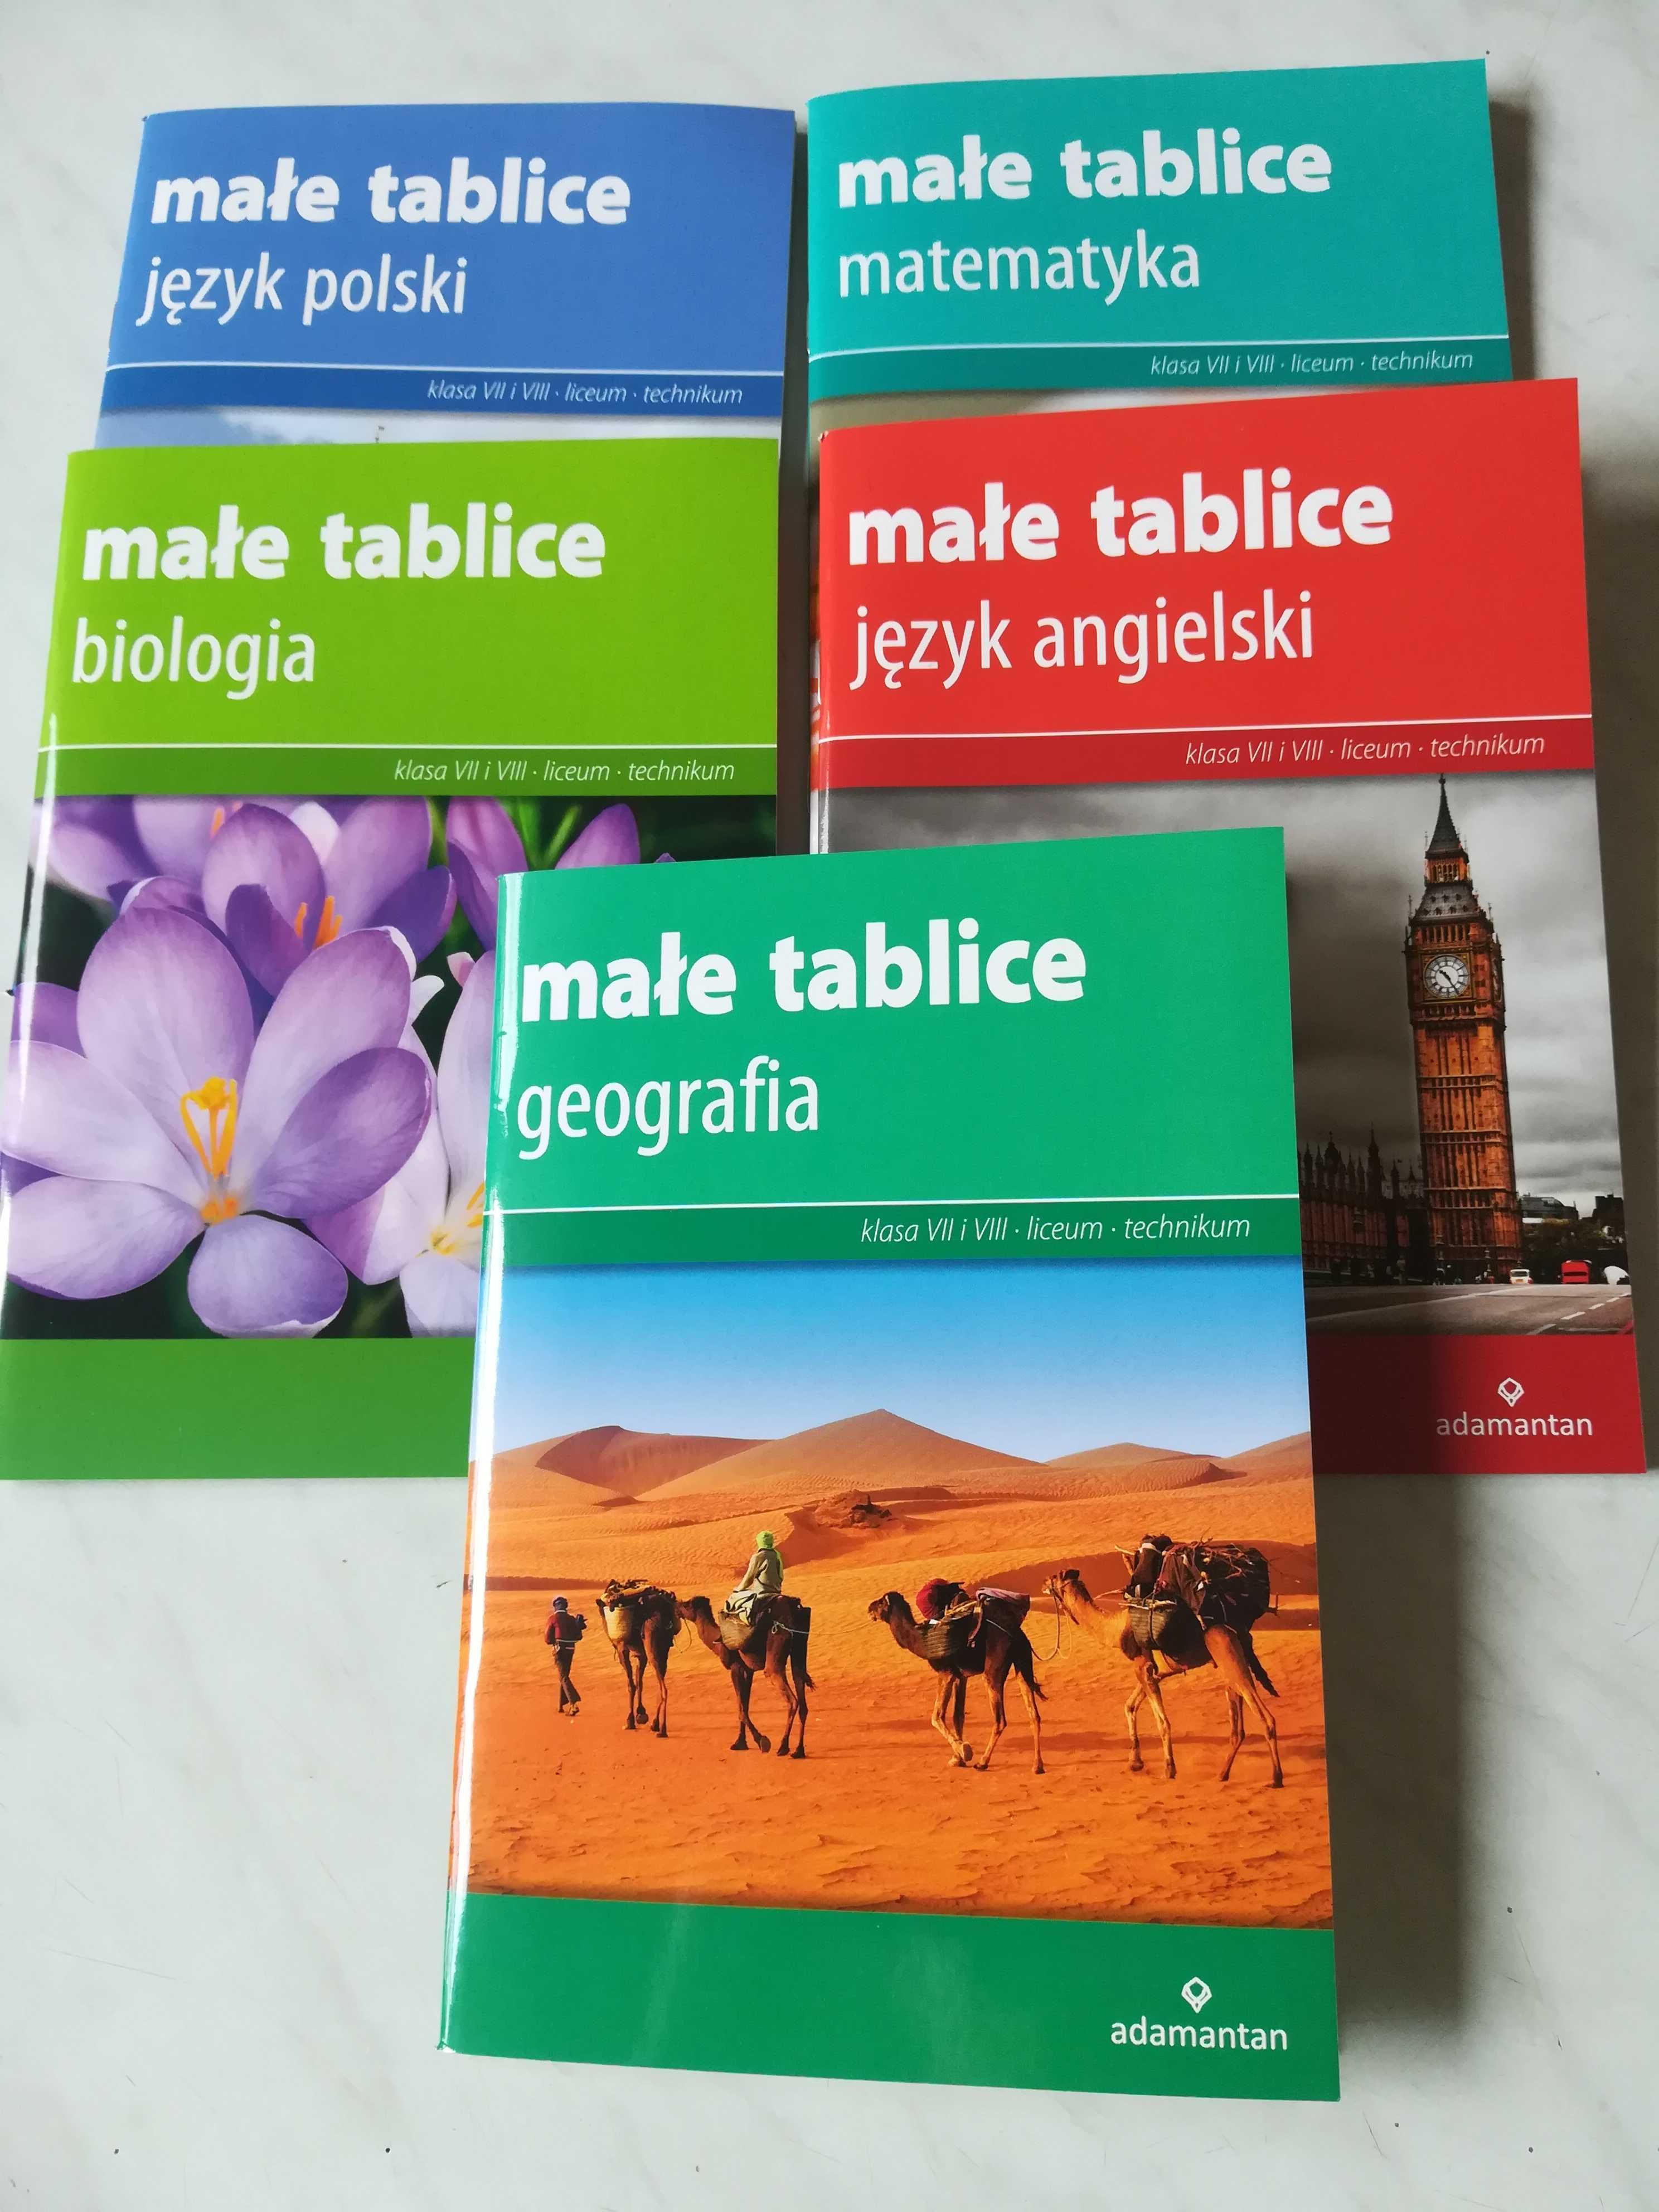 małe tablice
język polski
klasa VII i VIII · liceum · technikum
małe tablice
matematyka
klasa VII i VIII · liceum · technikum
małe tablice
biologia
klasa VII i VIII · liceum · technikum
małe tablice
język angielski
klasa VII i VIII · liceum · technikum
adamantan
małe tablice
geografia
klasa VII i VIII · liceum · technikum
adamantan